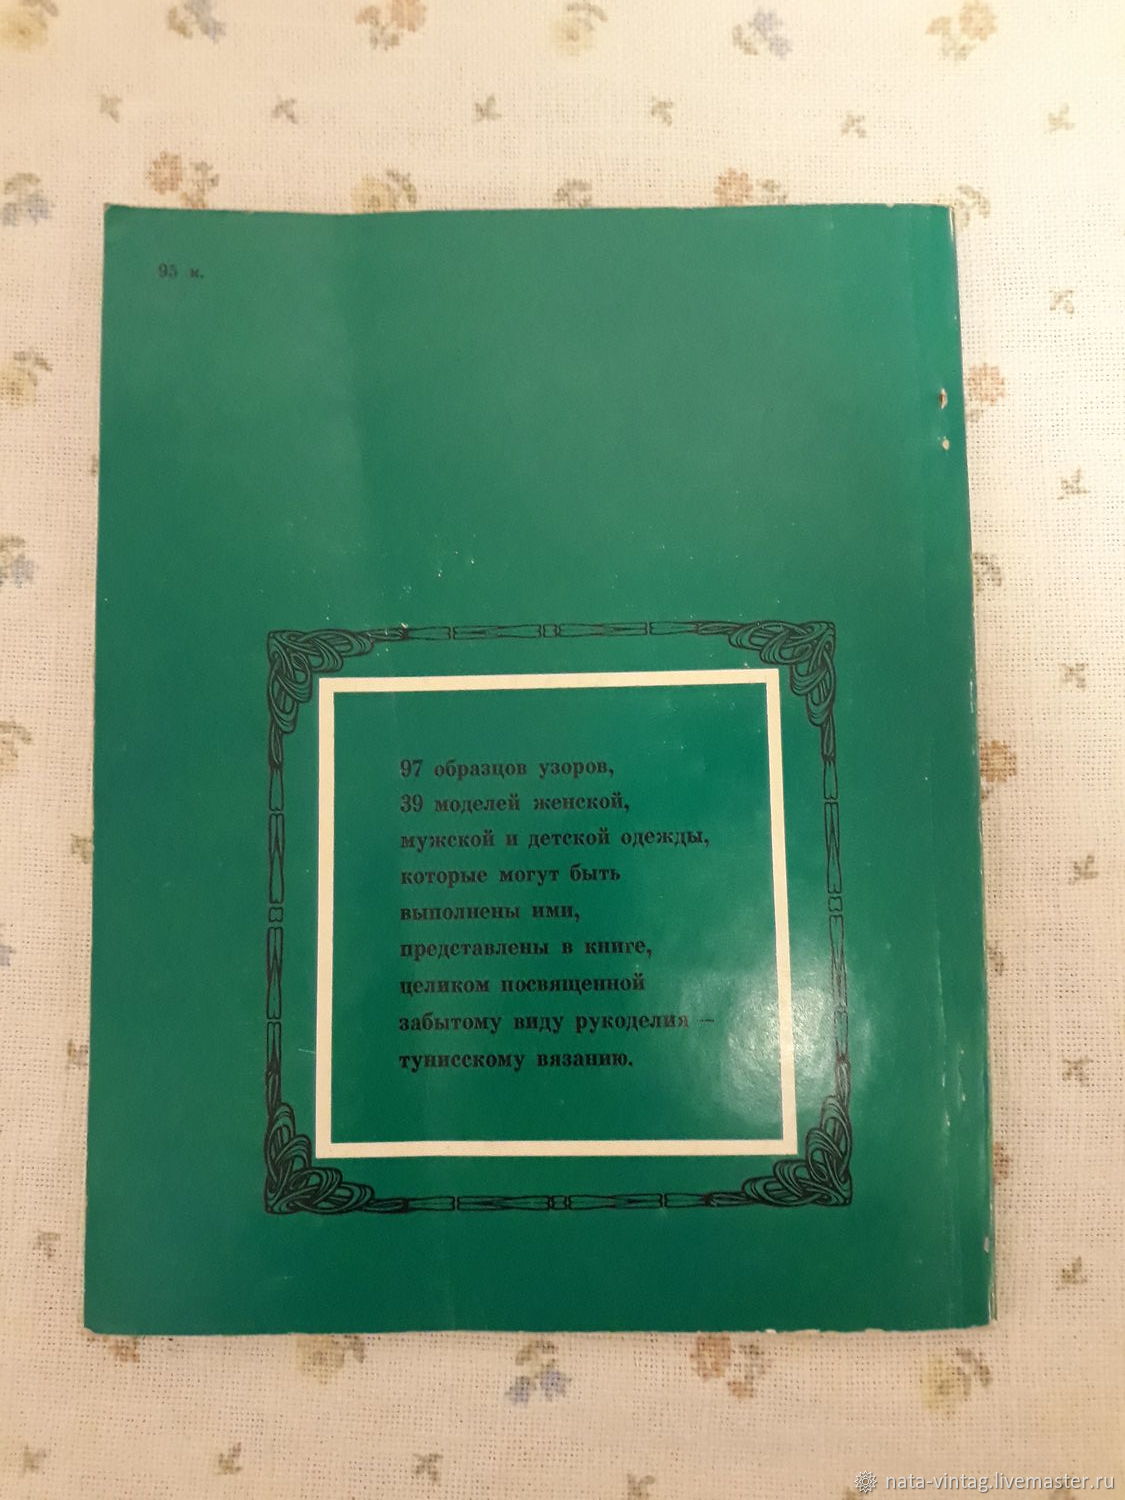 95 к.
97 образцов узоров,
39 моделей женской,
мужской и детской одежды,
которые могут быть
выполнены ими,
представлены в книге,
целиком посвященной
забытому виду рукоделия –
тунисскому вязанию.
nata-vintag.livemaster.ru